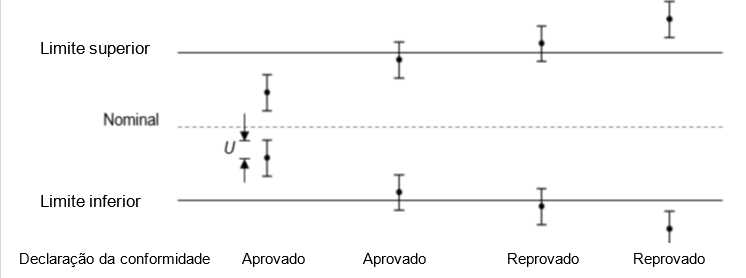 Limite superior
Nominal
U
Limite inferior
Declaração da conformidade Aprovado Aprovado Reprovado Reprovado